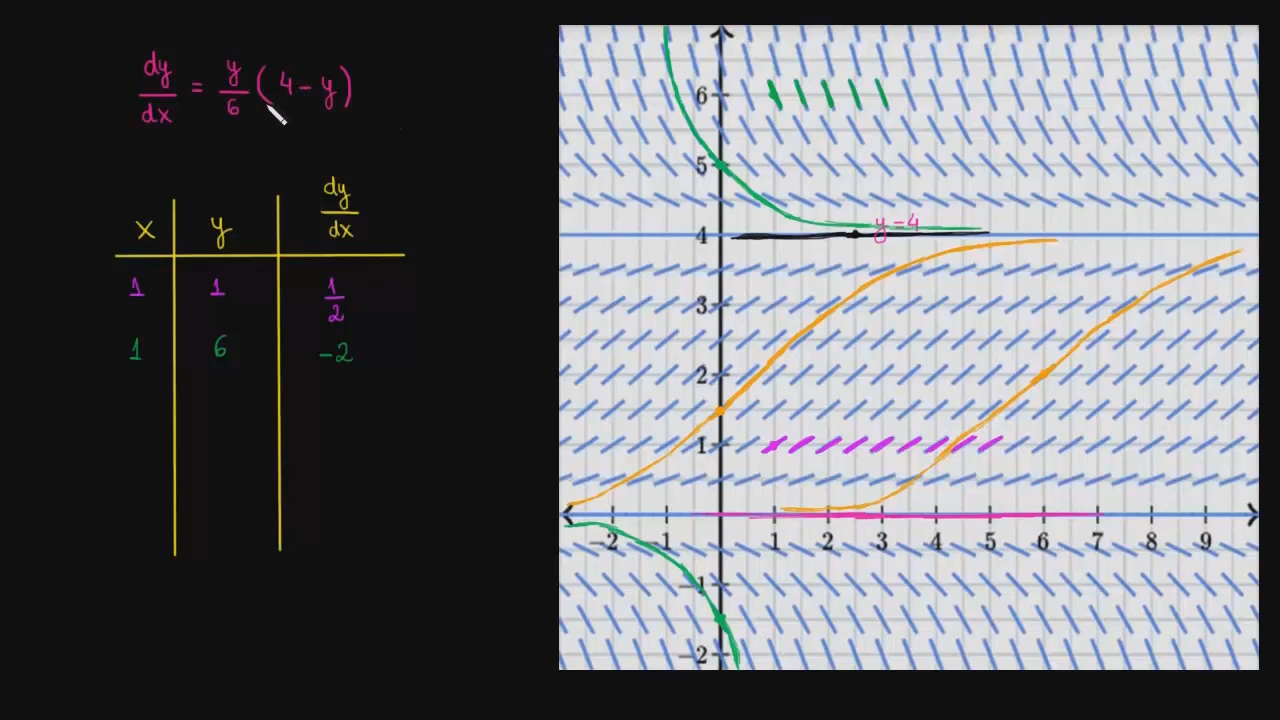 dy/dx = y/6 (4 - y)
x y dy/dx
1 1 1/2
1 6 -2
6
5
y = 4
4
3
2
1
-2 -1 1 2 3 4 5 6 7 8 9
-1
-2